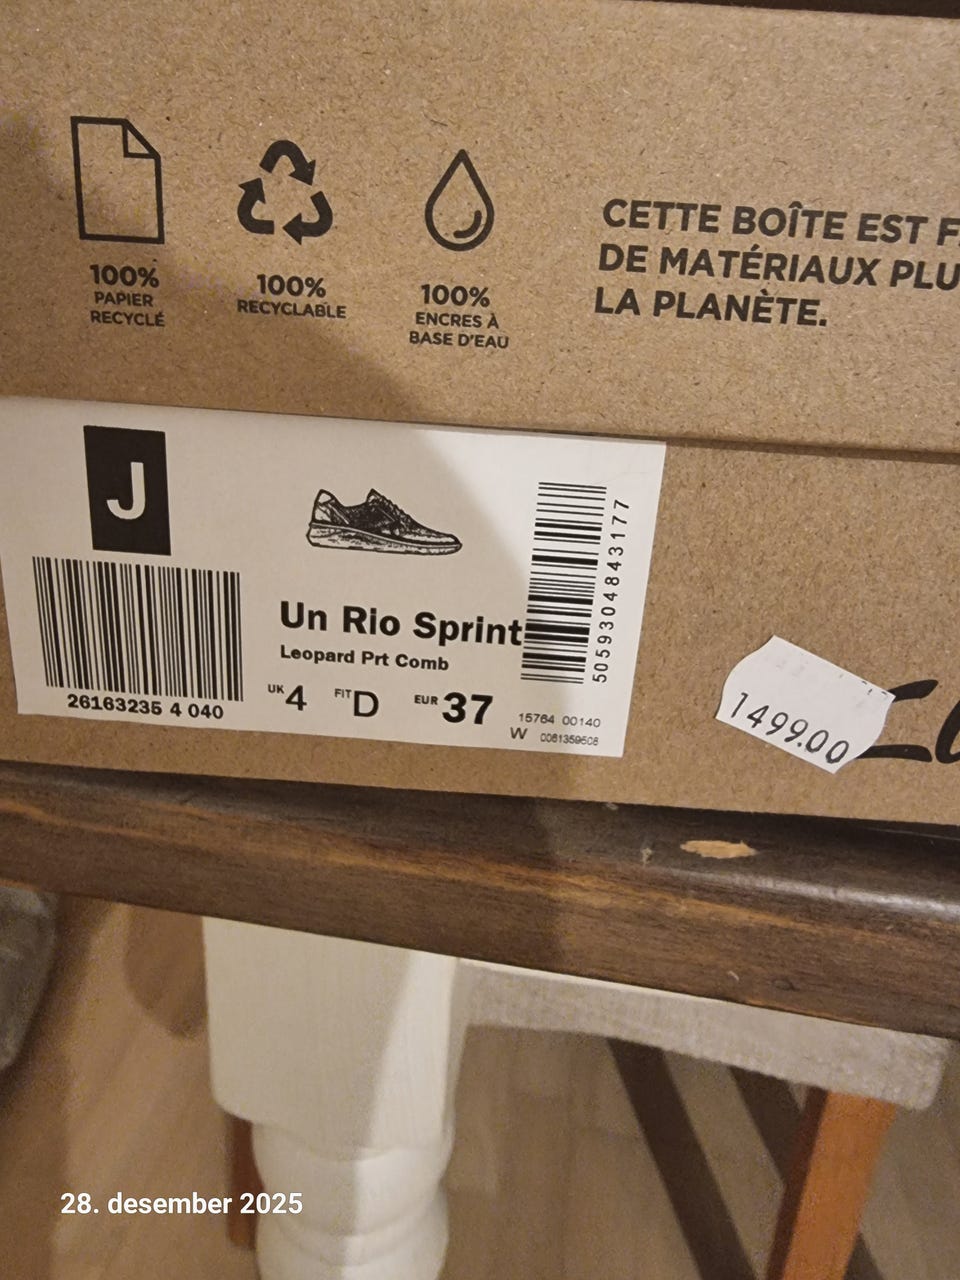 100%
PAPIER
RECYCLÉ
100%
RECYCLABLE
100%
ENCRES À
BASE D'EAU
CETTE BOÎTE EST
DE MATÉRIAUX
LA PLANÈTE.
J
26163235 4 040
Un Rio Sprint
Leopard Prt Comb
UK 4 FIT D EUR 37
15764 00140
W 0061359508
5059304843177
1499.00
28. desember 2025